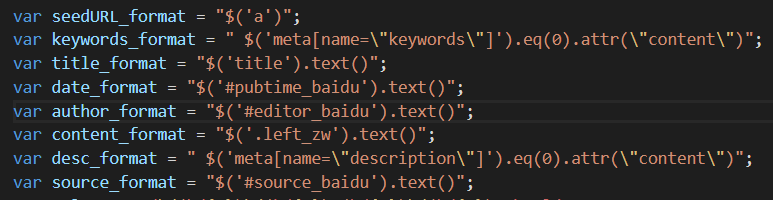 var seedURL_format = "$('a')";
var keywords_format = " $('meta[name=\"keywords\"]').eq(0).attr(\"content\")";
var title_format = "$('title').text()";
var date_format = "$('#pubtime_baidu').text()";
var author_format = "$('#editor_baidu').text()";
var content_format = "$('.left_zw').text()";
var desc_format = " $('meta[name=\"description\"]').eq(0).attr(\"content\")";
var source_format = "$('#source_baidu').text()";